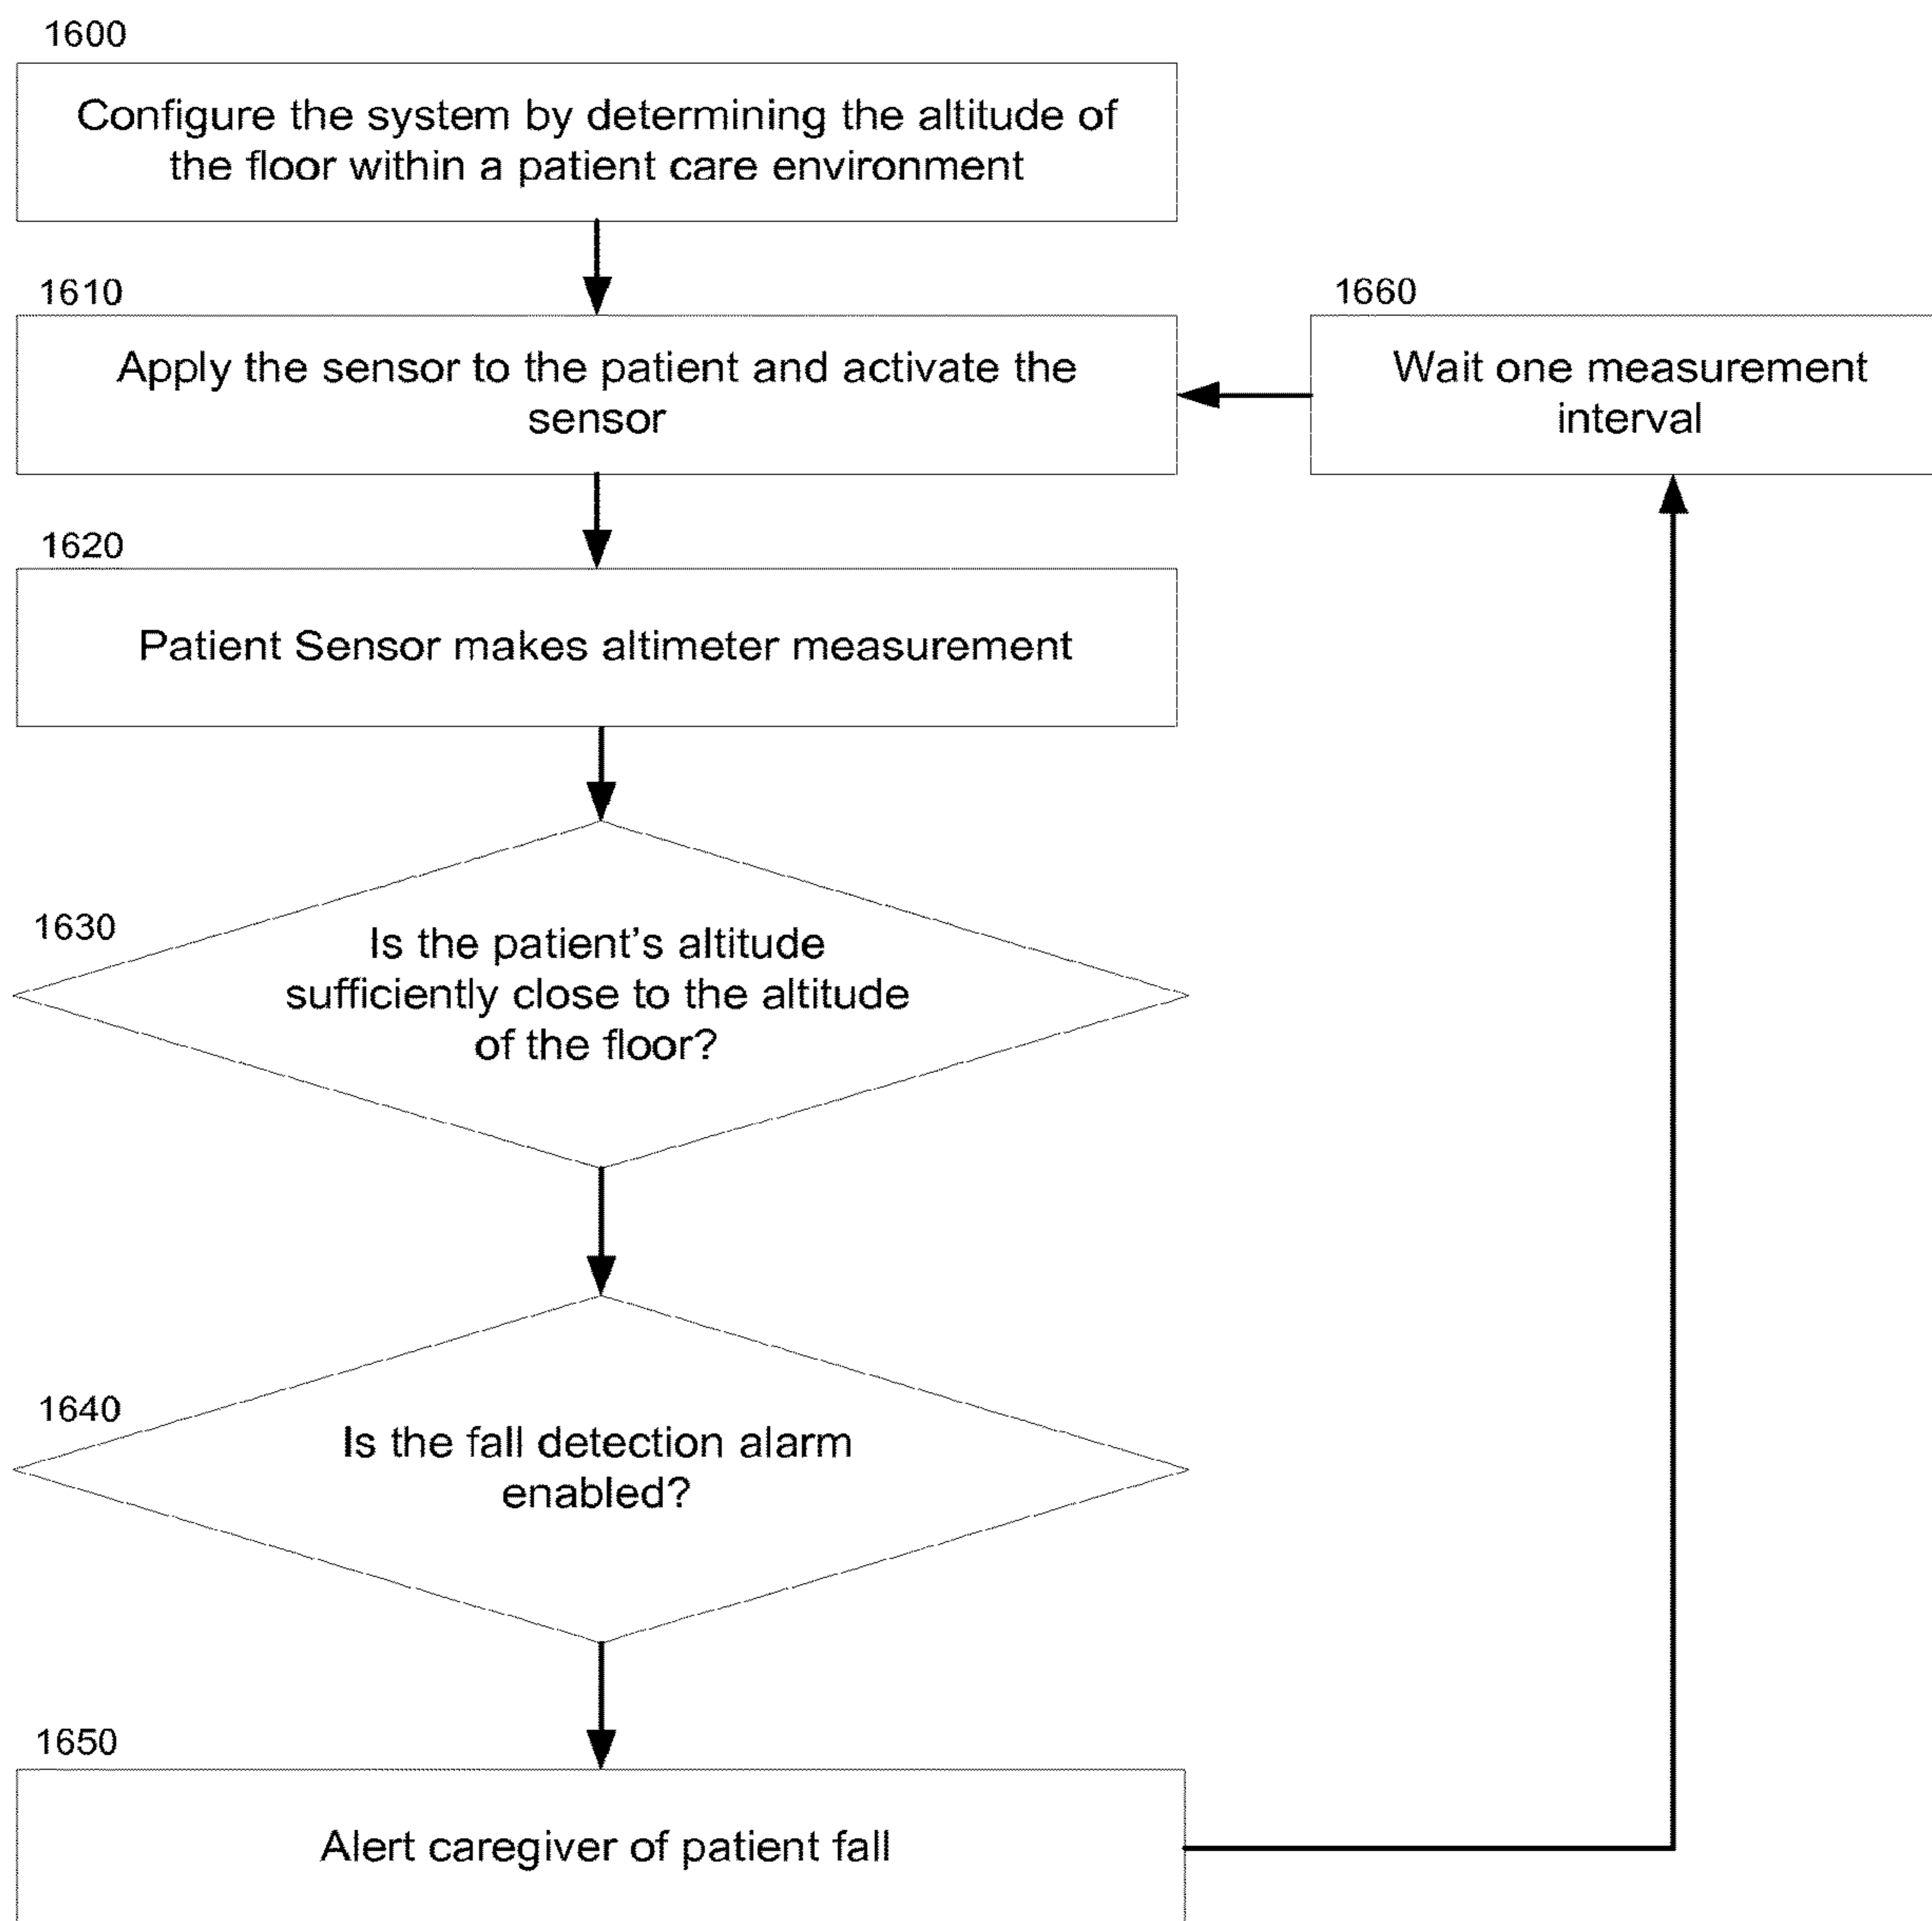 1600
Configure the system by determining the altitude of
the floor within a patient care environment
1610
Apply the sensor to the patient and activate the
sensor
1660
Wait one measurement
interval
1620
Patient Sensor makes altimeter measurement
1630
Is the patient's altitude
sufficiently close to the altitude
of the floor?
1640
Is the fall detection alarm
enabled?
1650
Alert caregiver of patient fall